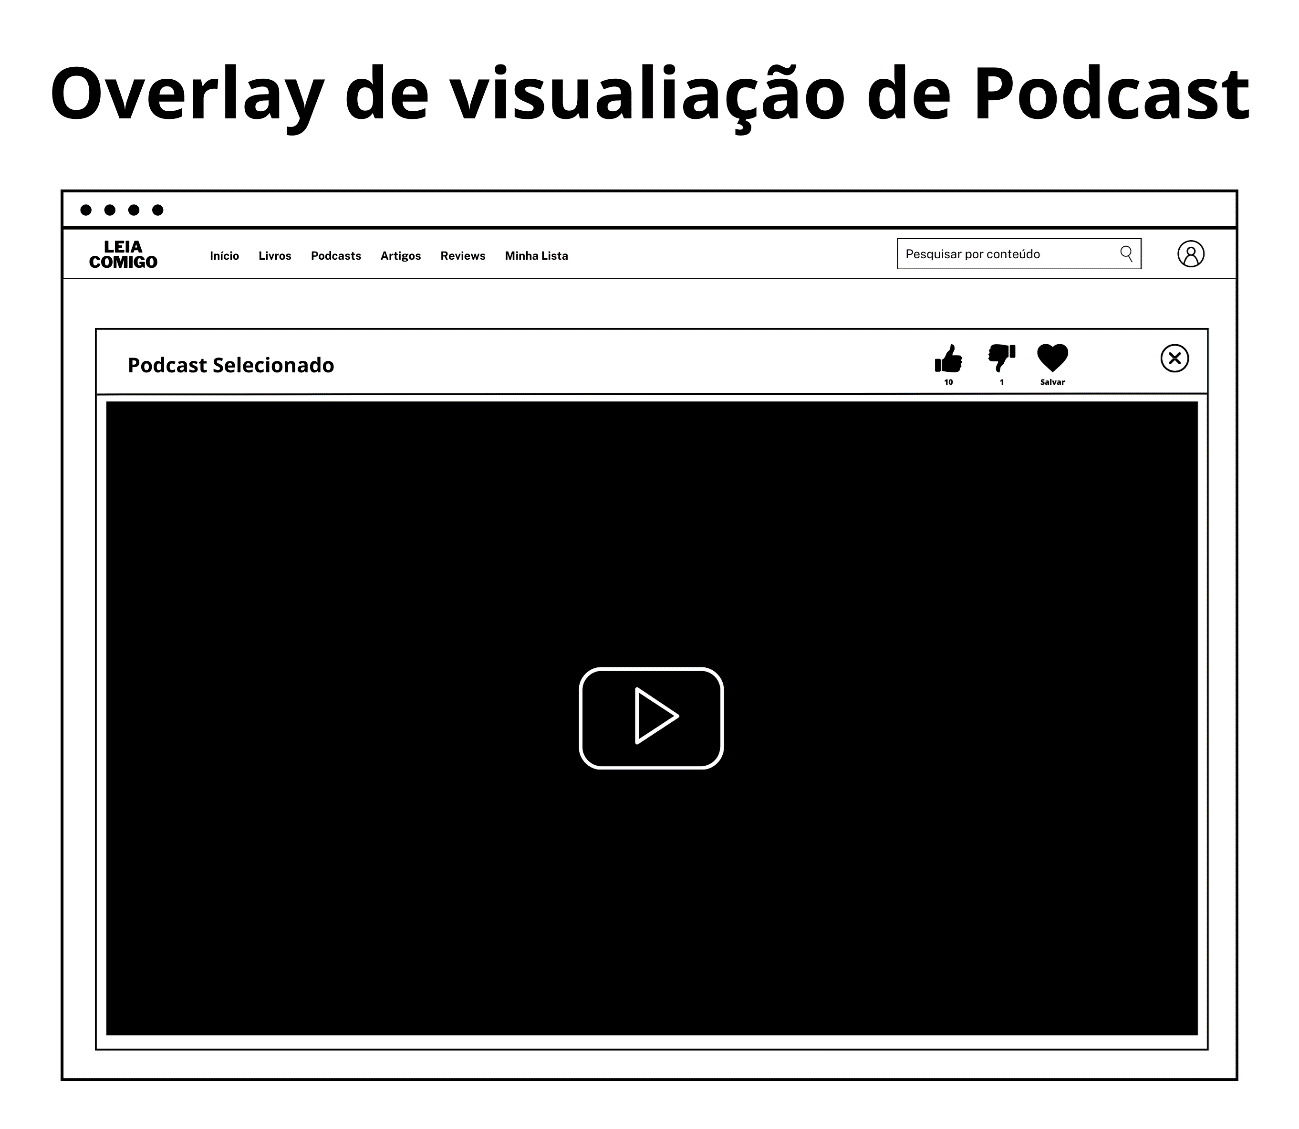 Overlay de visualiação de Podcast
LEIA
COMIGO
Início Livros Podcasts Artigos Reviews Minha Lista
Pesquisar por conteúdo
Podcast Selecionado
10 1 Salvar